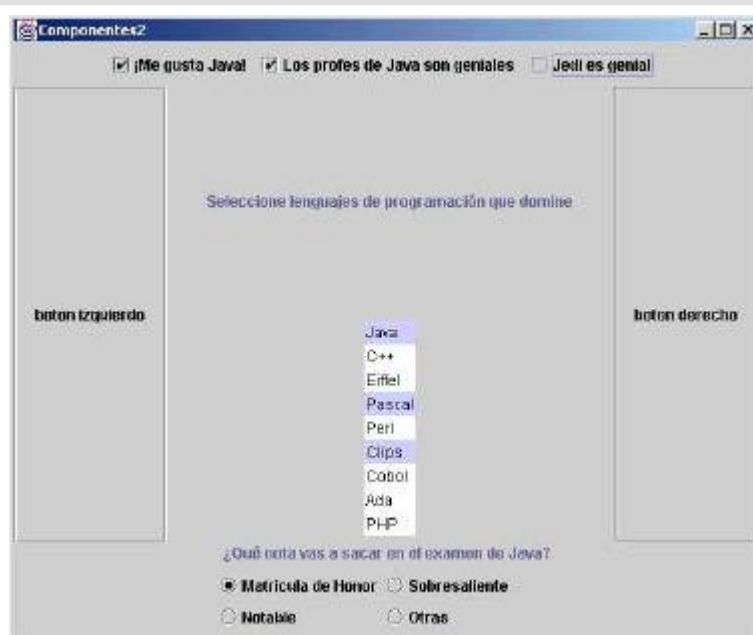 Componentes2
¡Me gusta Java! Los profes de Java son geniales Jedi es genial
Seleccione lenguajes de programación que domine
boton izquierdo
boton derecho
Java
C++
Eiffel
Pascal
Perl
Clips
Cobol
Ada
PHP
¿Qué nota vas a sacar en el examen de Java?
Matricula de Honor Sobresaliente
Notable Otras